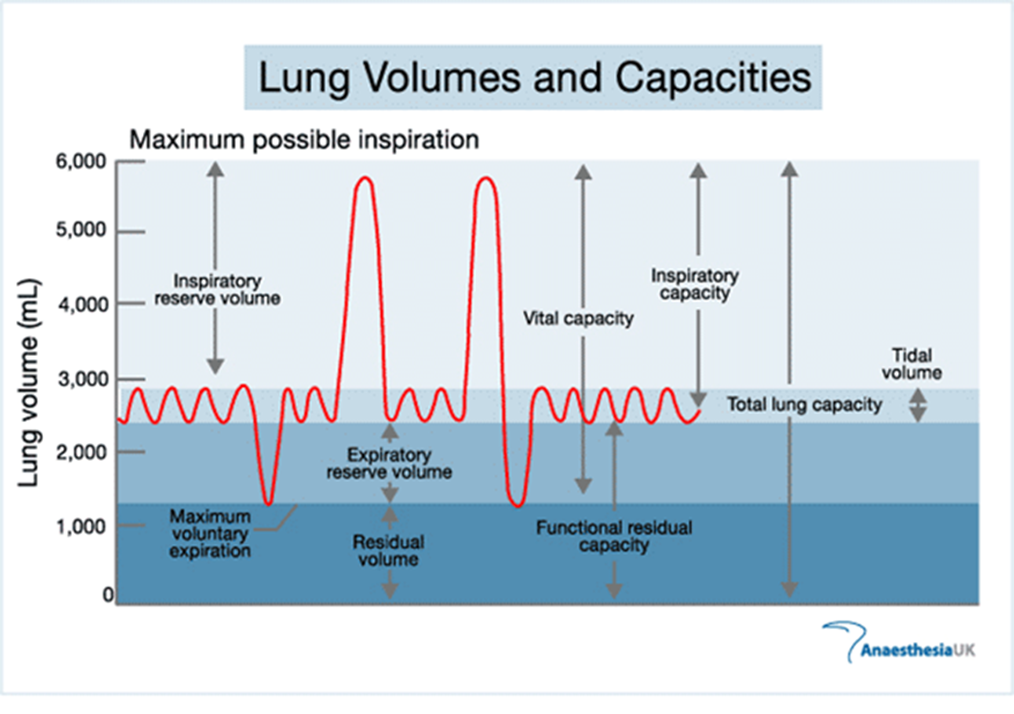 Lung Volumes and Capacities
Maximum possible inspiration
6,000
5,000
4,000
3,000
2,000
1,000
0
Lung volume (mL)
Inspiratory
reserve volume
Vital capacity
Inspiratory
capacity
Tidal
volume
Total lung capacity
Expiratory
reserve volume
Maximum
voluntary
expiration
Residual
volume
Functional residual
capacity
AnaesthesiaUK